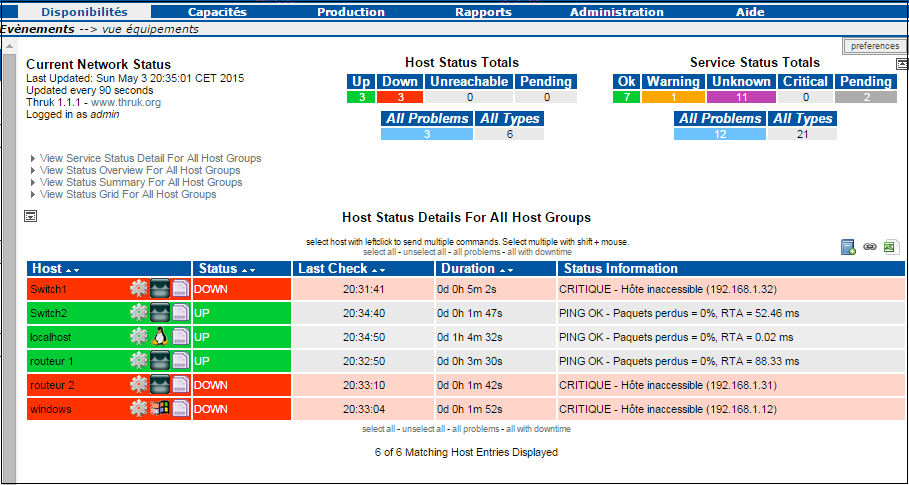 Disponibilités Capacités Production Rapports Administration Aide
Evènements --> vue équipements
preferences
Current Network Status
Last Updated: Sun May 3 20:35:01 CET 2015
Updated every 90 seconds
Thruk 1.1.1 - www.thruk.org
Logged in as admin
Host Status Totals
Up Down Unreachable Pending
3 3 0 0
All Problems All Types
3 6
Service Status Totals
Ok Warning Unknown Critical Pending
7 1 11 0 2
All Problems All Types
12 21
View Service Status Detail For All Host Groups
View Status Overview For All Host Groups
View Status Summary For All Host Groups
View Status Grid For All Host Groups
Host Status Details For All Host Groups
select host with leftclick to send multiple commands. Select multiple with shift + mouse.
select all - unselect all - all problems - all with downtime
Host Status Last Check Duration Status Information
Switch1 DOWN 20:31:41 0d 0h 5m 2s CRITIQUE - Hôte inaccessible (192.168.1.32)
Switch2 UP 20:34:40 0d 0h 1m 47s PING OK - Paquets perdus = 0%, RTA = 52.46 ms
localhost UP 20:34:50 0d 1h 4m 32s PING OK - Paquets perdus = 0%, RTA = 0.02 ms
routeur 1 UP 20:32:50 0d 0h 3m 30s PING OK - Paquets perdus = 0%, RTA = 88.33 ms
routeur 2 DOWN 20:33:10 0d 0h 1m 42s CRITIQUE - Hôte inaccessible (192.168.1.31)
windows DOWN 20:33:04 0d 0h 1m 52s CRITIQUE - Hôte inaccessible (192.168.1.12)
select all - unselect all - all problems - all with downtime
6 of 6 Matching Host Entries Displayed